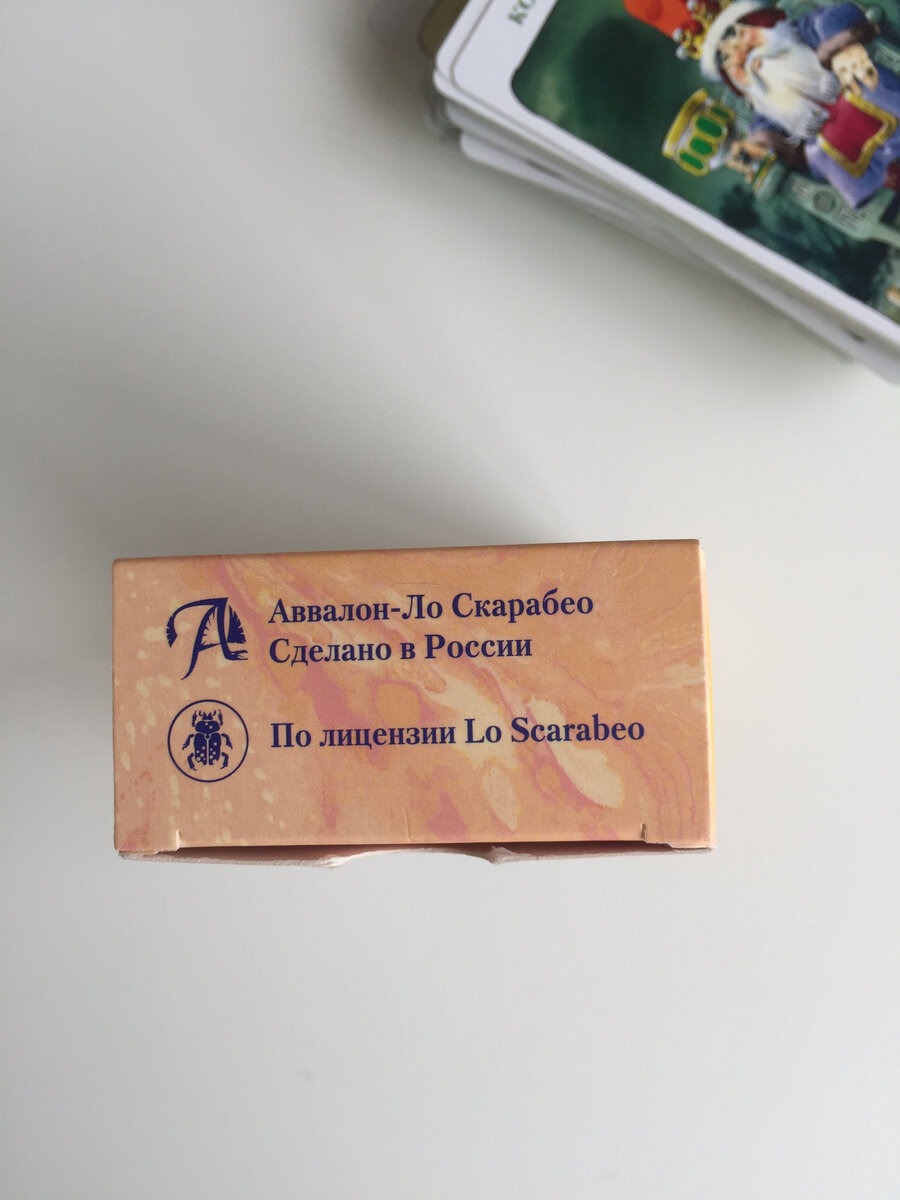 Аввалон-Ло Скарабео
Сделано в России
По лицензии Lo Scarabeo